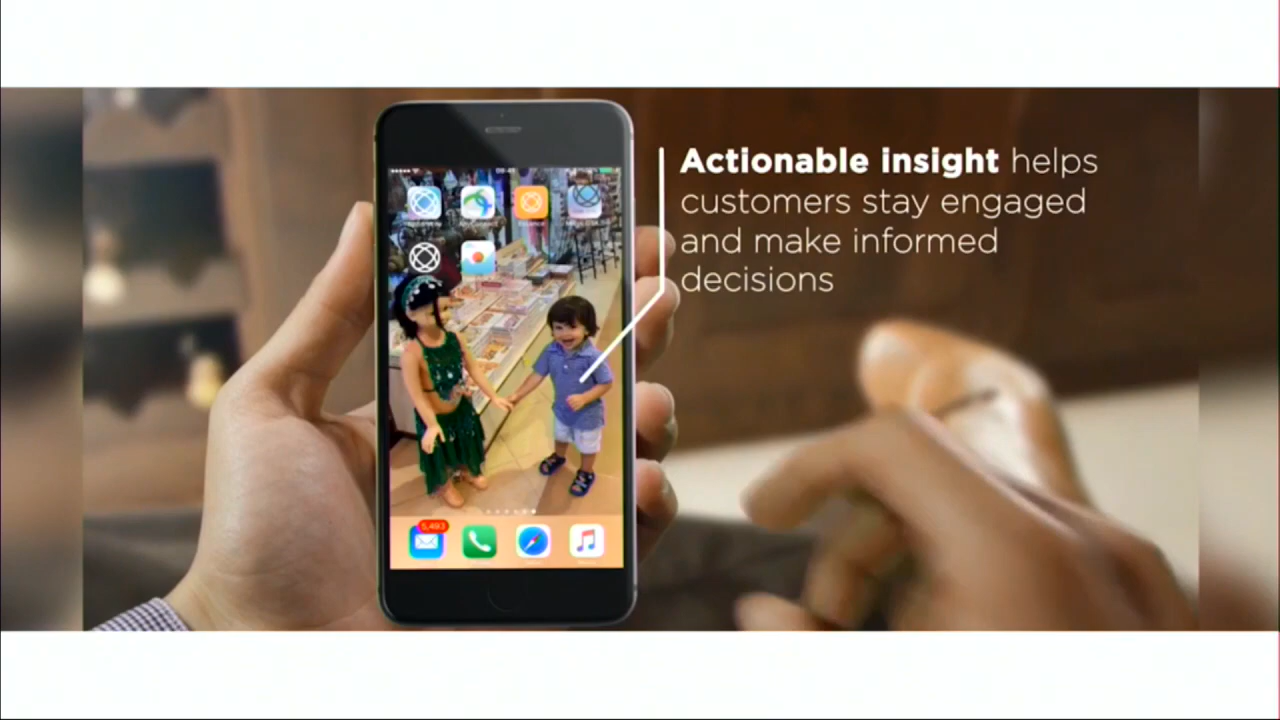 Actionable insight helps
customers stay engaged
and make informed
decisions
5,493